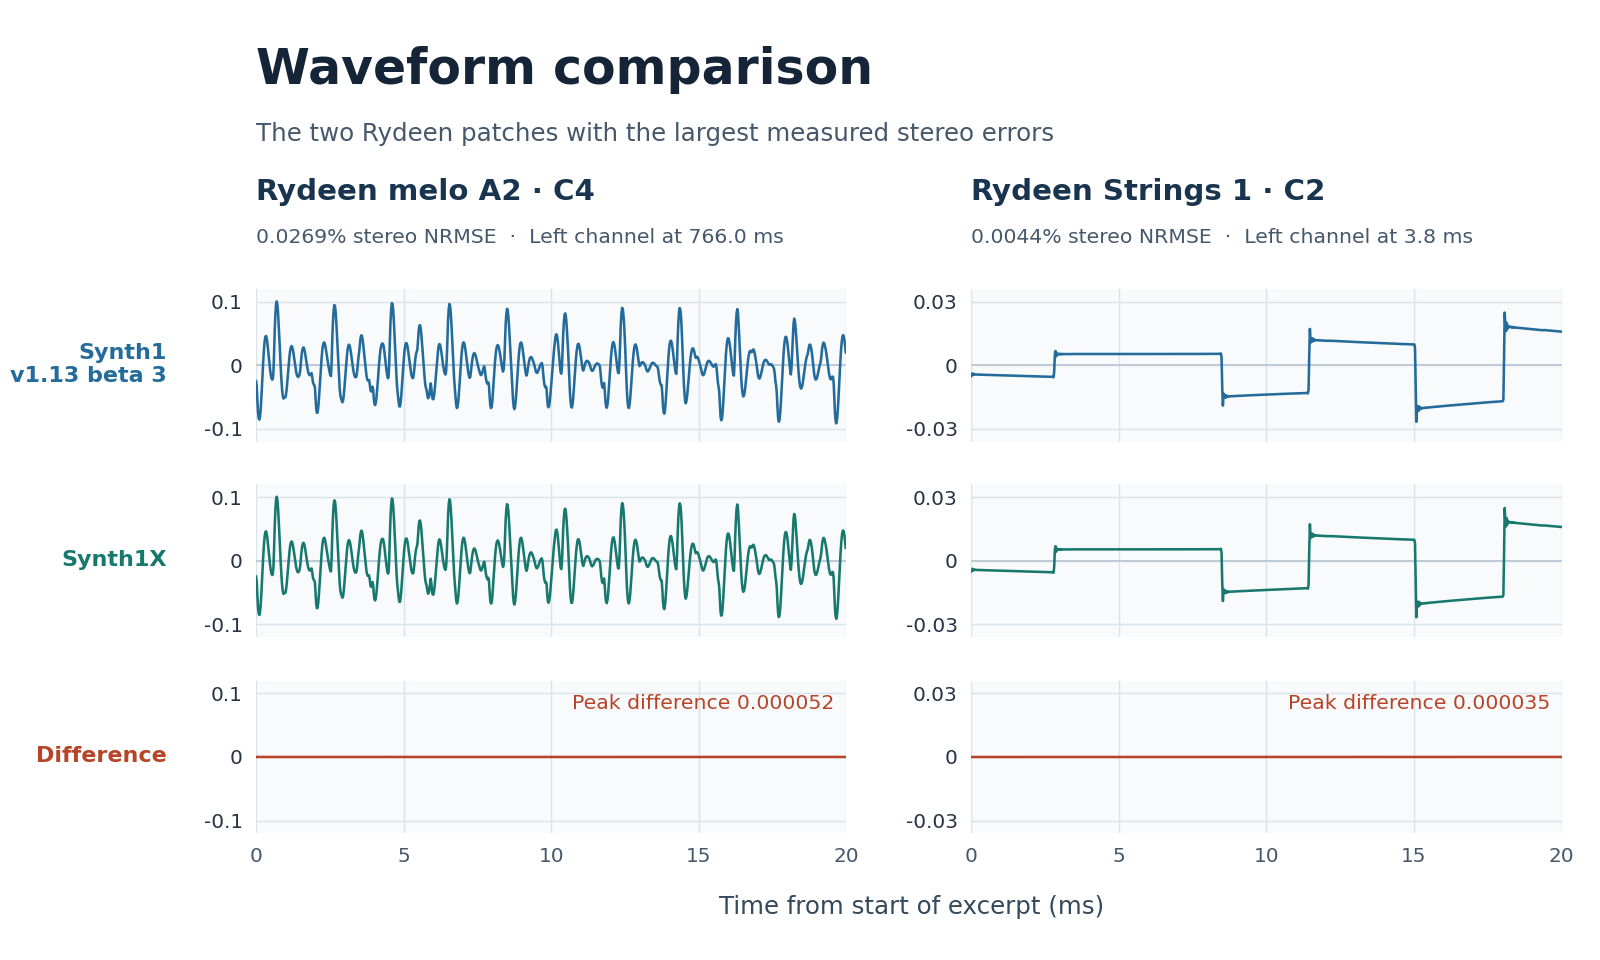 Waveform comparison
The two Rydeen patches with the largest measured stereo errors
Rydeen melo A2 · C4
0.0269% stereo NRMSE · Left channel at 766.0 ms
Rydeen Strings 1 · C2
0.0044% stereo NRMSE · Left channel at 3.8 ms
Synth1
v1.13 beta 3
0.1
0
-0.1
0.03
0
-0.03
Synth1X
0.1
0
-0.1
0.03
0
-0.03
Difference
0.1
0
-0.1
Peak difference 0.000052
0.03
0
-0.03
Peak difference 0.000035
0 5 10 15 20
0 5 10 15 20
Time from start of excerpt (ms)